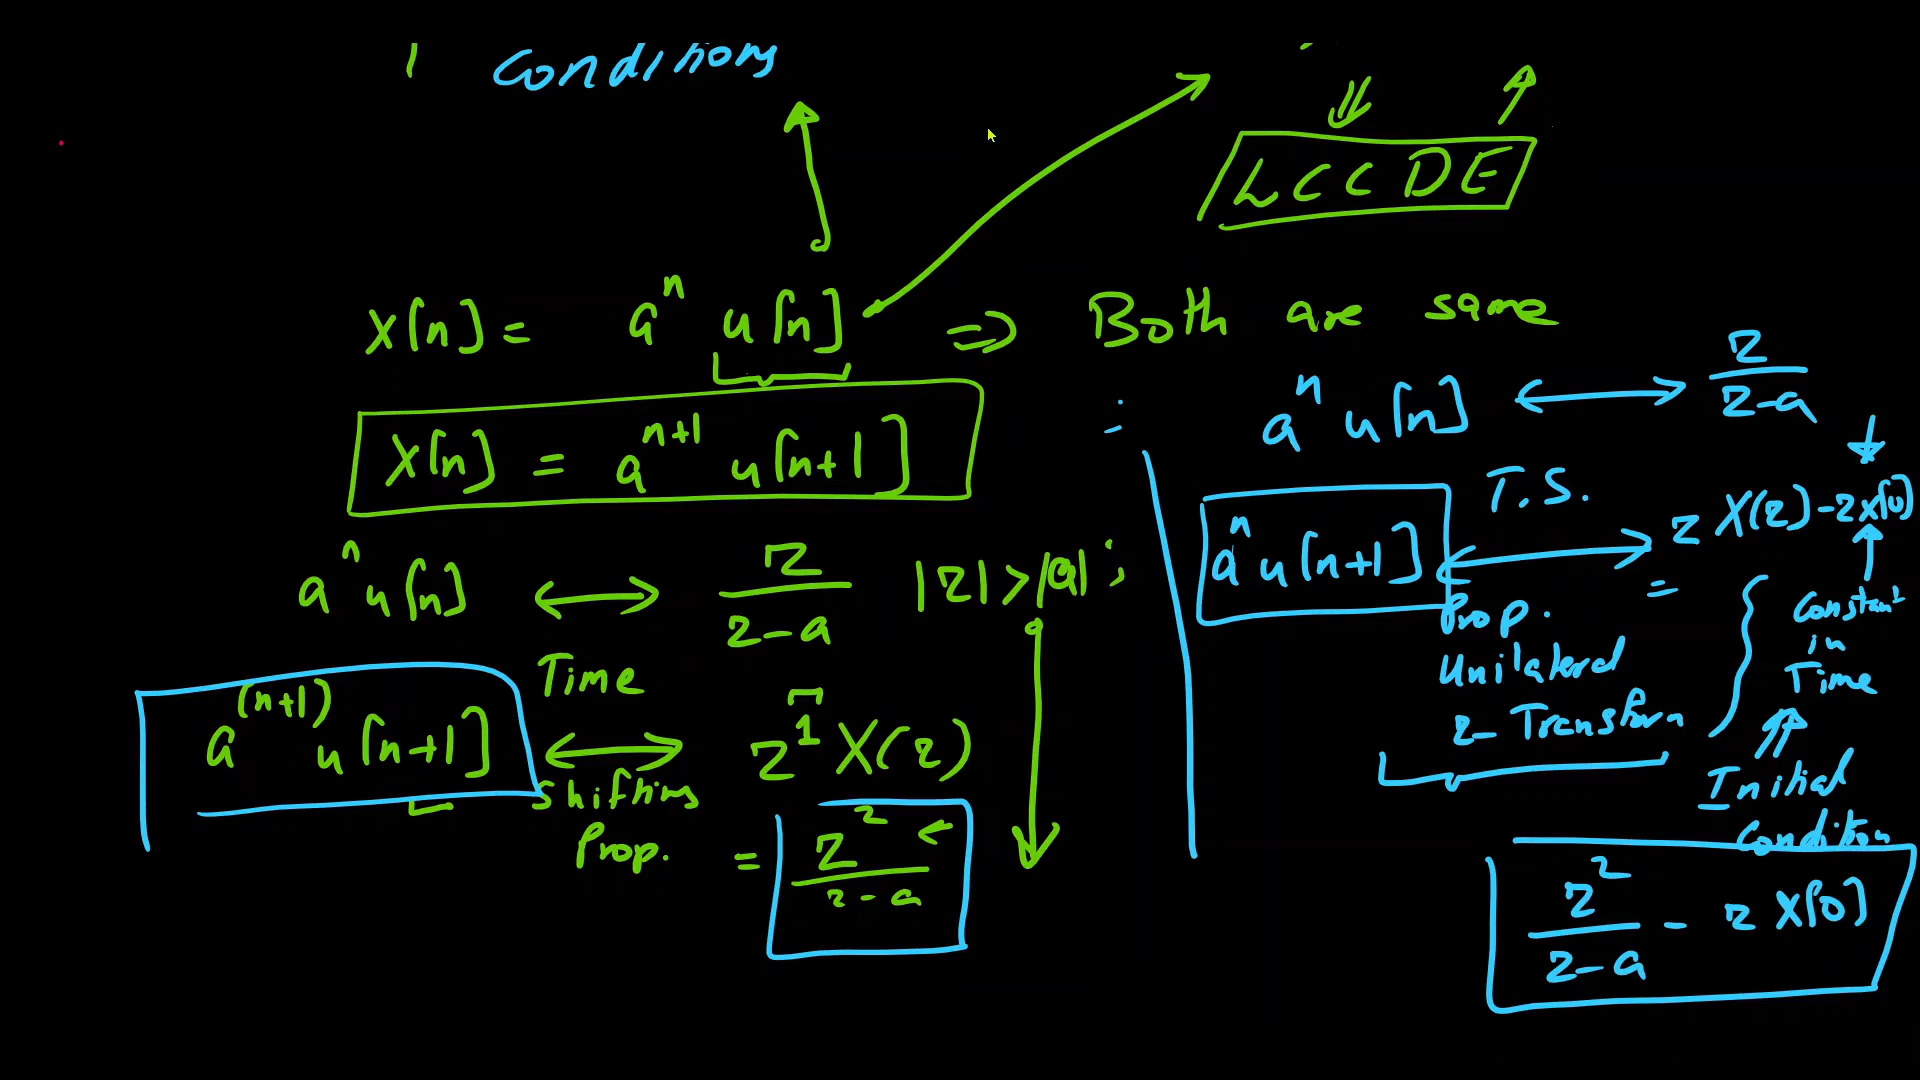 Conditions
LCCDE
x[n] = a^n u[n] ⇒ Both are same
x[n] = a^{n+1} u[n+1]
a^n u[n] ↔ z/(z-a) |z| > |a| ;
a^{(n+1)} u[n+1] ↔ z^1 X(z)
Time
Shifting
Prop.
= z^2/(z-a)
a^n u[n] ↔ z/(z-a)
T.S.
a^n u[n+1] ↔ z X(z) - z x[0]
Prop.
Unilateral
z-Transform
=
Constant
in
Time
Initial
Condition
z^2/(z-a) - z x[0]